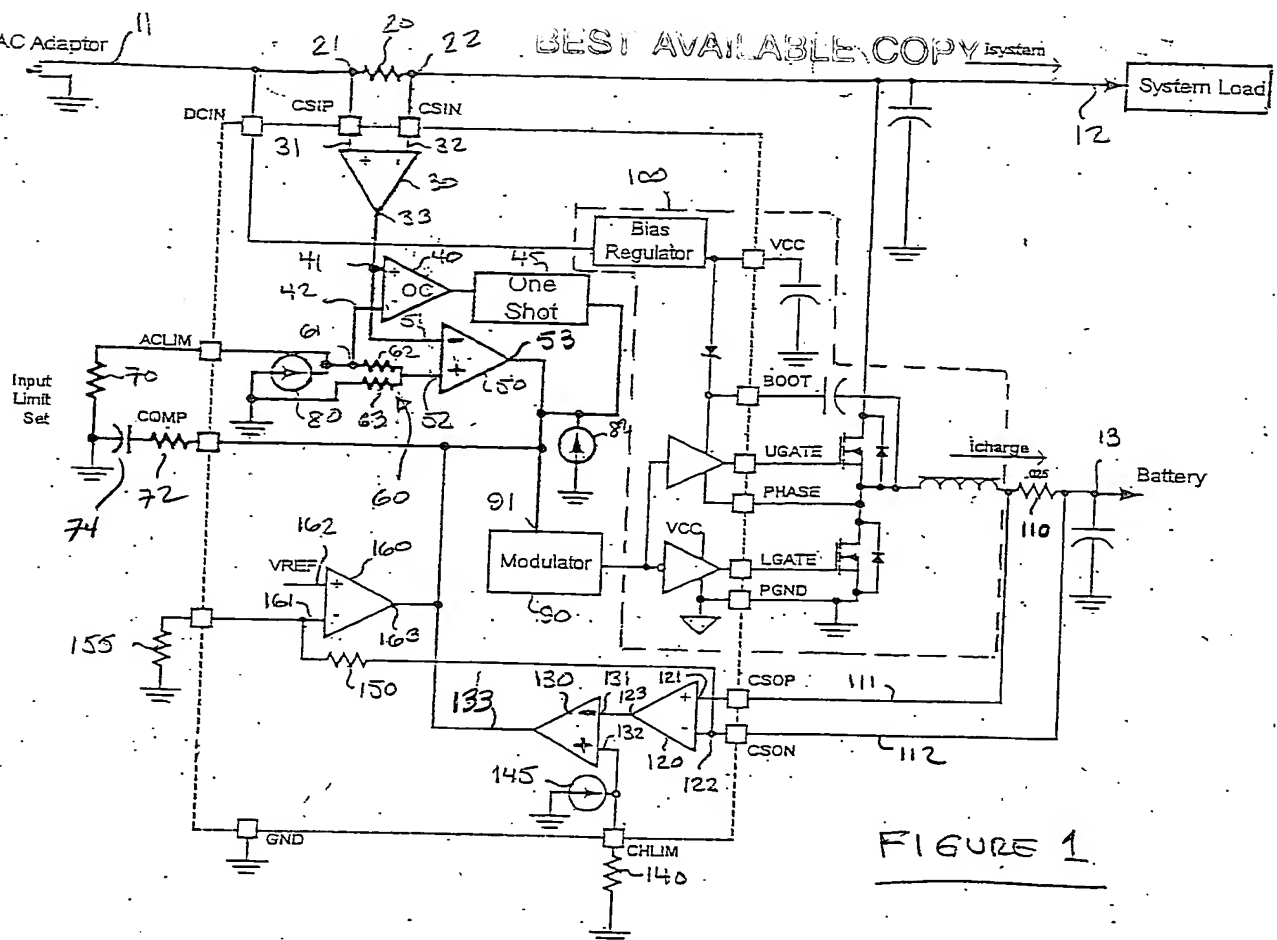 AC Adaptor
11
20
21
22
BEST AVAILABLE COPY
isystem
System Load
12
DCIN
CSIP
CSIN
31
32
+
-
30
33
100
Bias
Regulator
VCC
41
40
45
+
OC
-
One
Shot
42
51
53
61
ACLIM
62
-
+
50
52
63
80
60
70
Input
Limit
Set
COMP
72
74
BOOT
UGATE
PHASE
icharge
.025
13
Battery
110
91
VCC
LGATE
PGND
Modulator
90
162
160
VREF
+
-
161
163
155
150
133
130
131
123
121
+
-
CSOP
111
132
120
122
CSON
112
145
GND
CHLIM
140
FIGURE 1